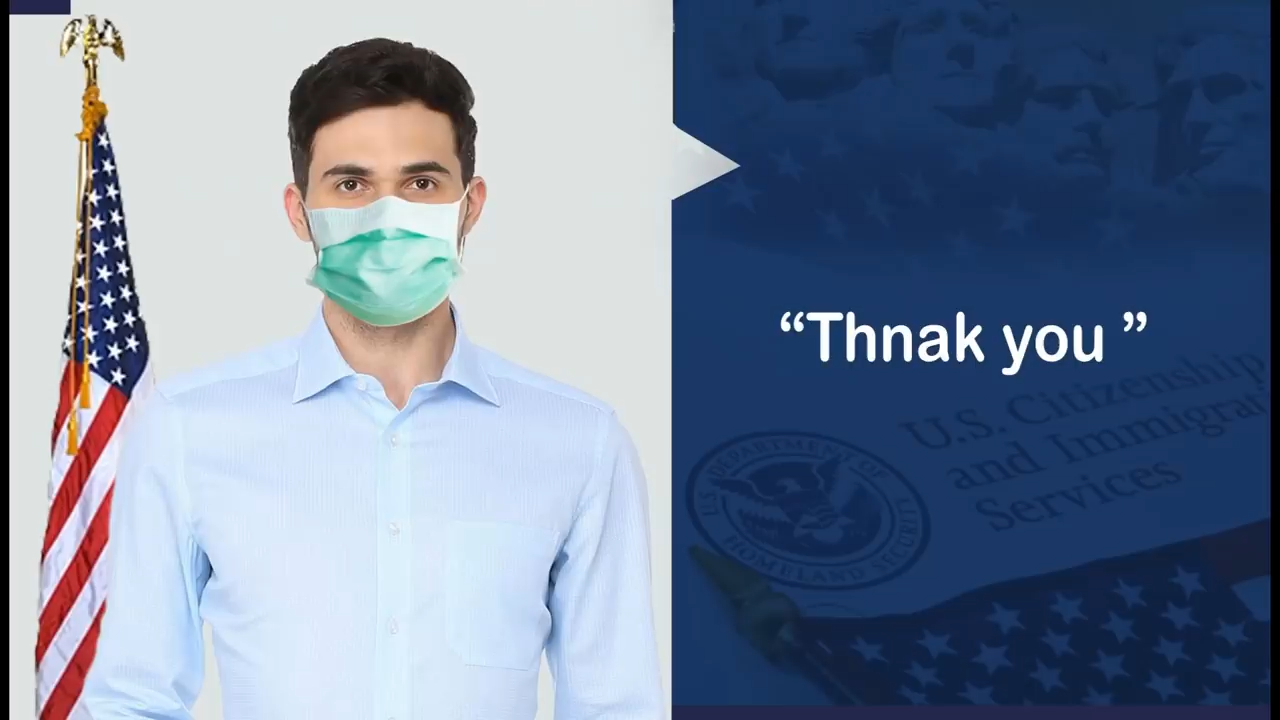 “Thnak you ”
U.S. Citizenship
and Immigrat
Services
U.S. DEPARTMENT OF
HOMELAND SECURITY